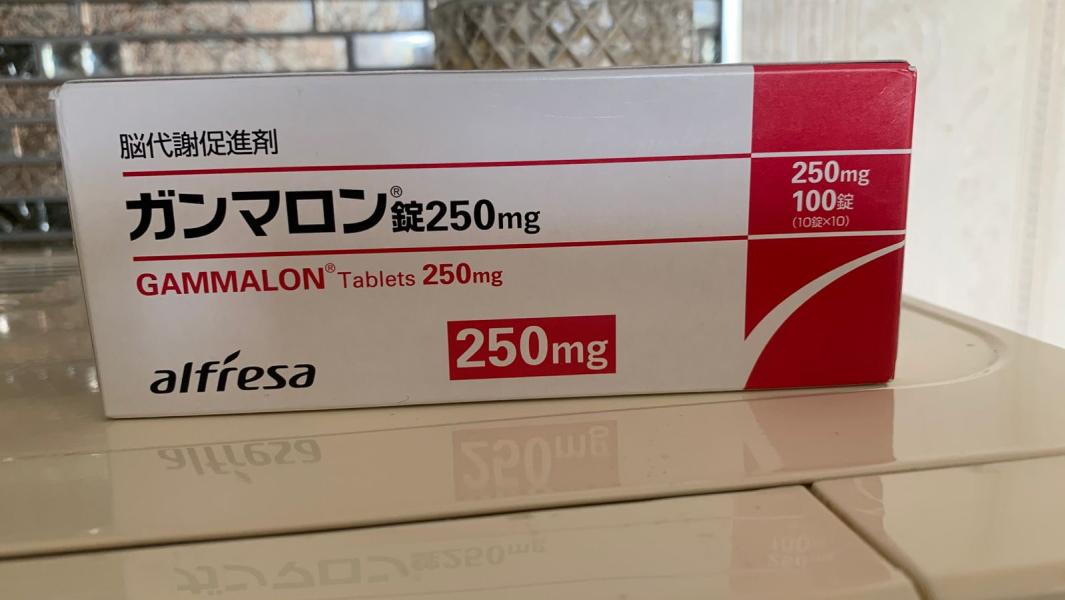 脳代謝促進剤
ガンマロン®錠250mg
GAMMALON® Tablets 250mg
250mg
alfresa
250mg
100錠
(10錠×10)